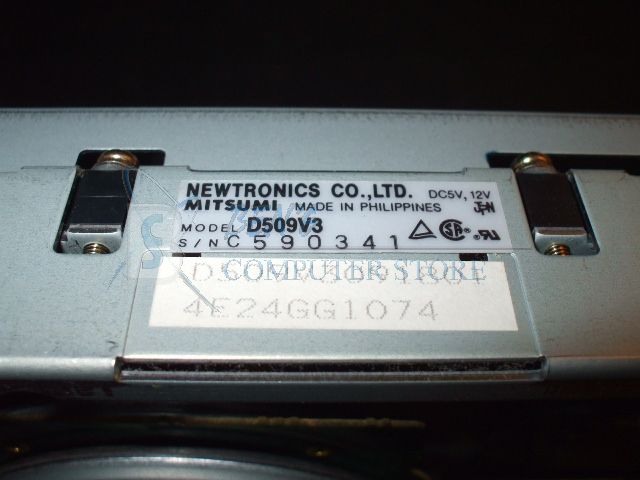 NEWTRONICS CO.,LTD. DC5V, 12V
MITSUMI MADE IN PHILIPPINES
MODEL D509V3
S/N C590341
COMPUTER STORE
4E24GG1074